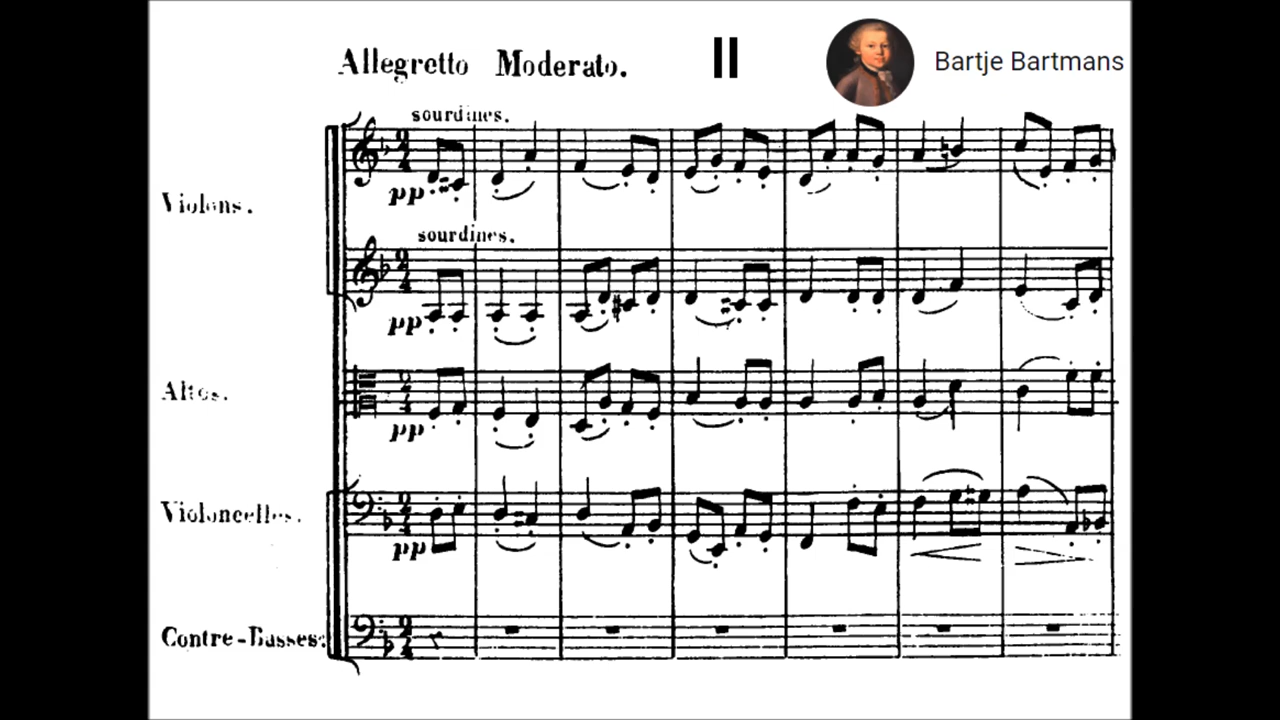 Allegretto Moderato.
II
Bartje Bartmans
sourdines.
pp
Violons.
sourdines.
pp
Altos.
pp
Violoncelles.
pp
Contre-Basses.